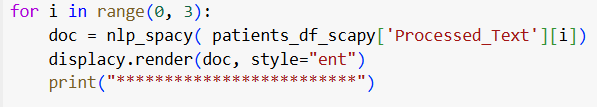 for i in range(0, 3):
    doc = nlp_spacy( patients_df_scapy['Processed_Text'][i])
    displacy.render(doc, style="ent")
    print("*************************")